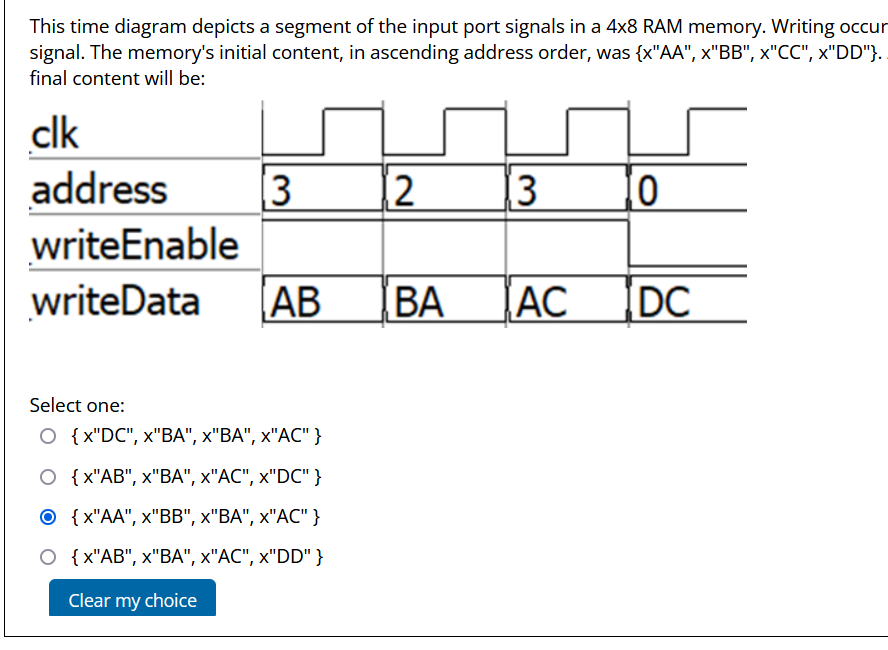 This time diagram depicts a segment of the input port signals in a 4x8 RAM memory. Writing occur
signal. The memory's initial content, in ascending address order, was {x"AA", x"BB", x"CC", x"DD"}.
final content will be:
clk
address 3 2 3 0
writeEnable
writeData AB BA AC DC
Select one:
{ x"DC", x"BA", x"BA", x"AC" }
{ x"AB", x"BA", x"AC", x"DC" }
{ x"AA", x"BB", x"BA", x"AC" }
{ x"AB", x"BA", x"AC", x"DD" }
Clear my choice